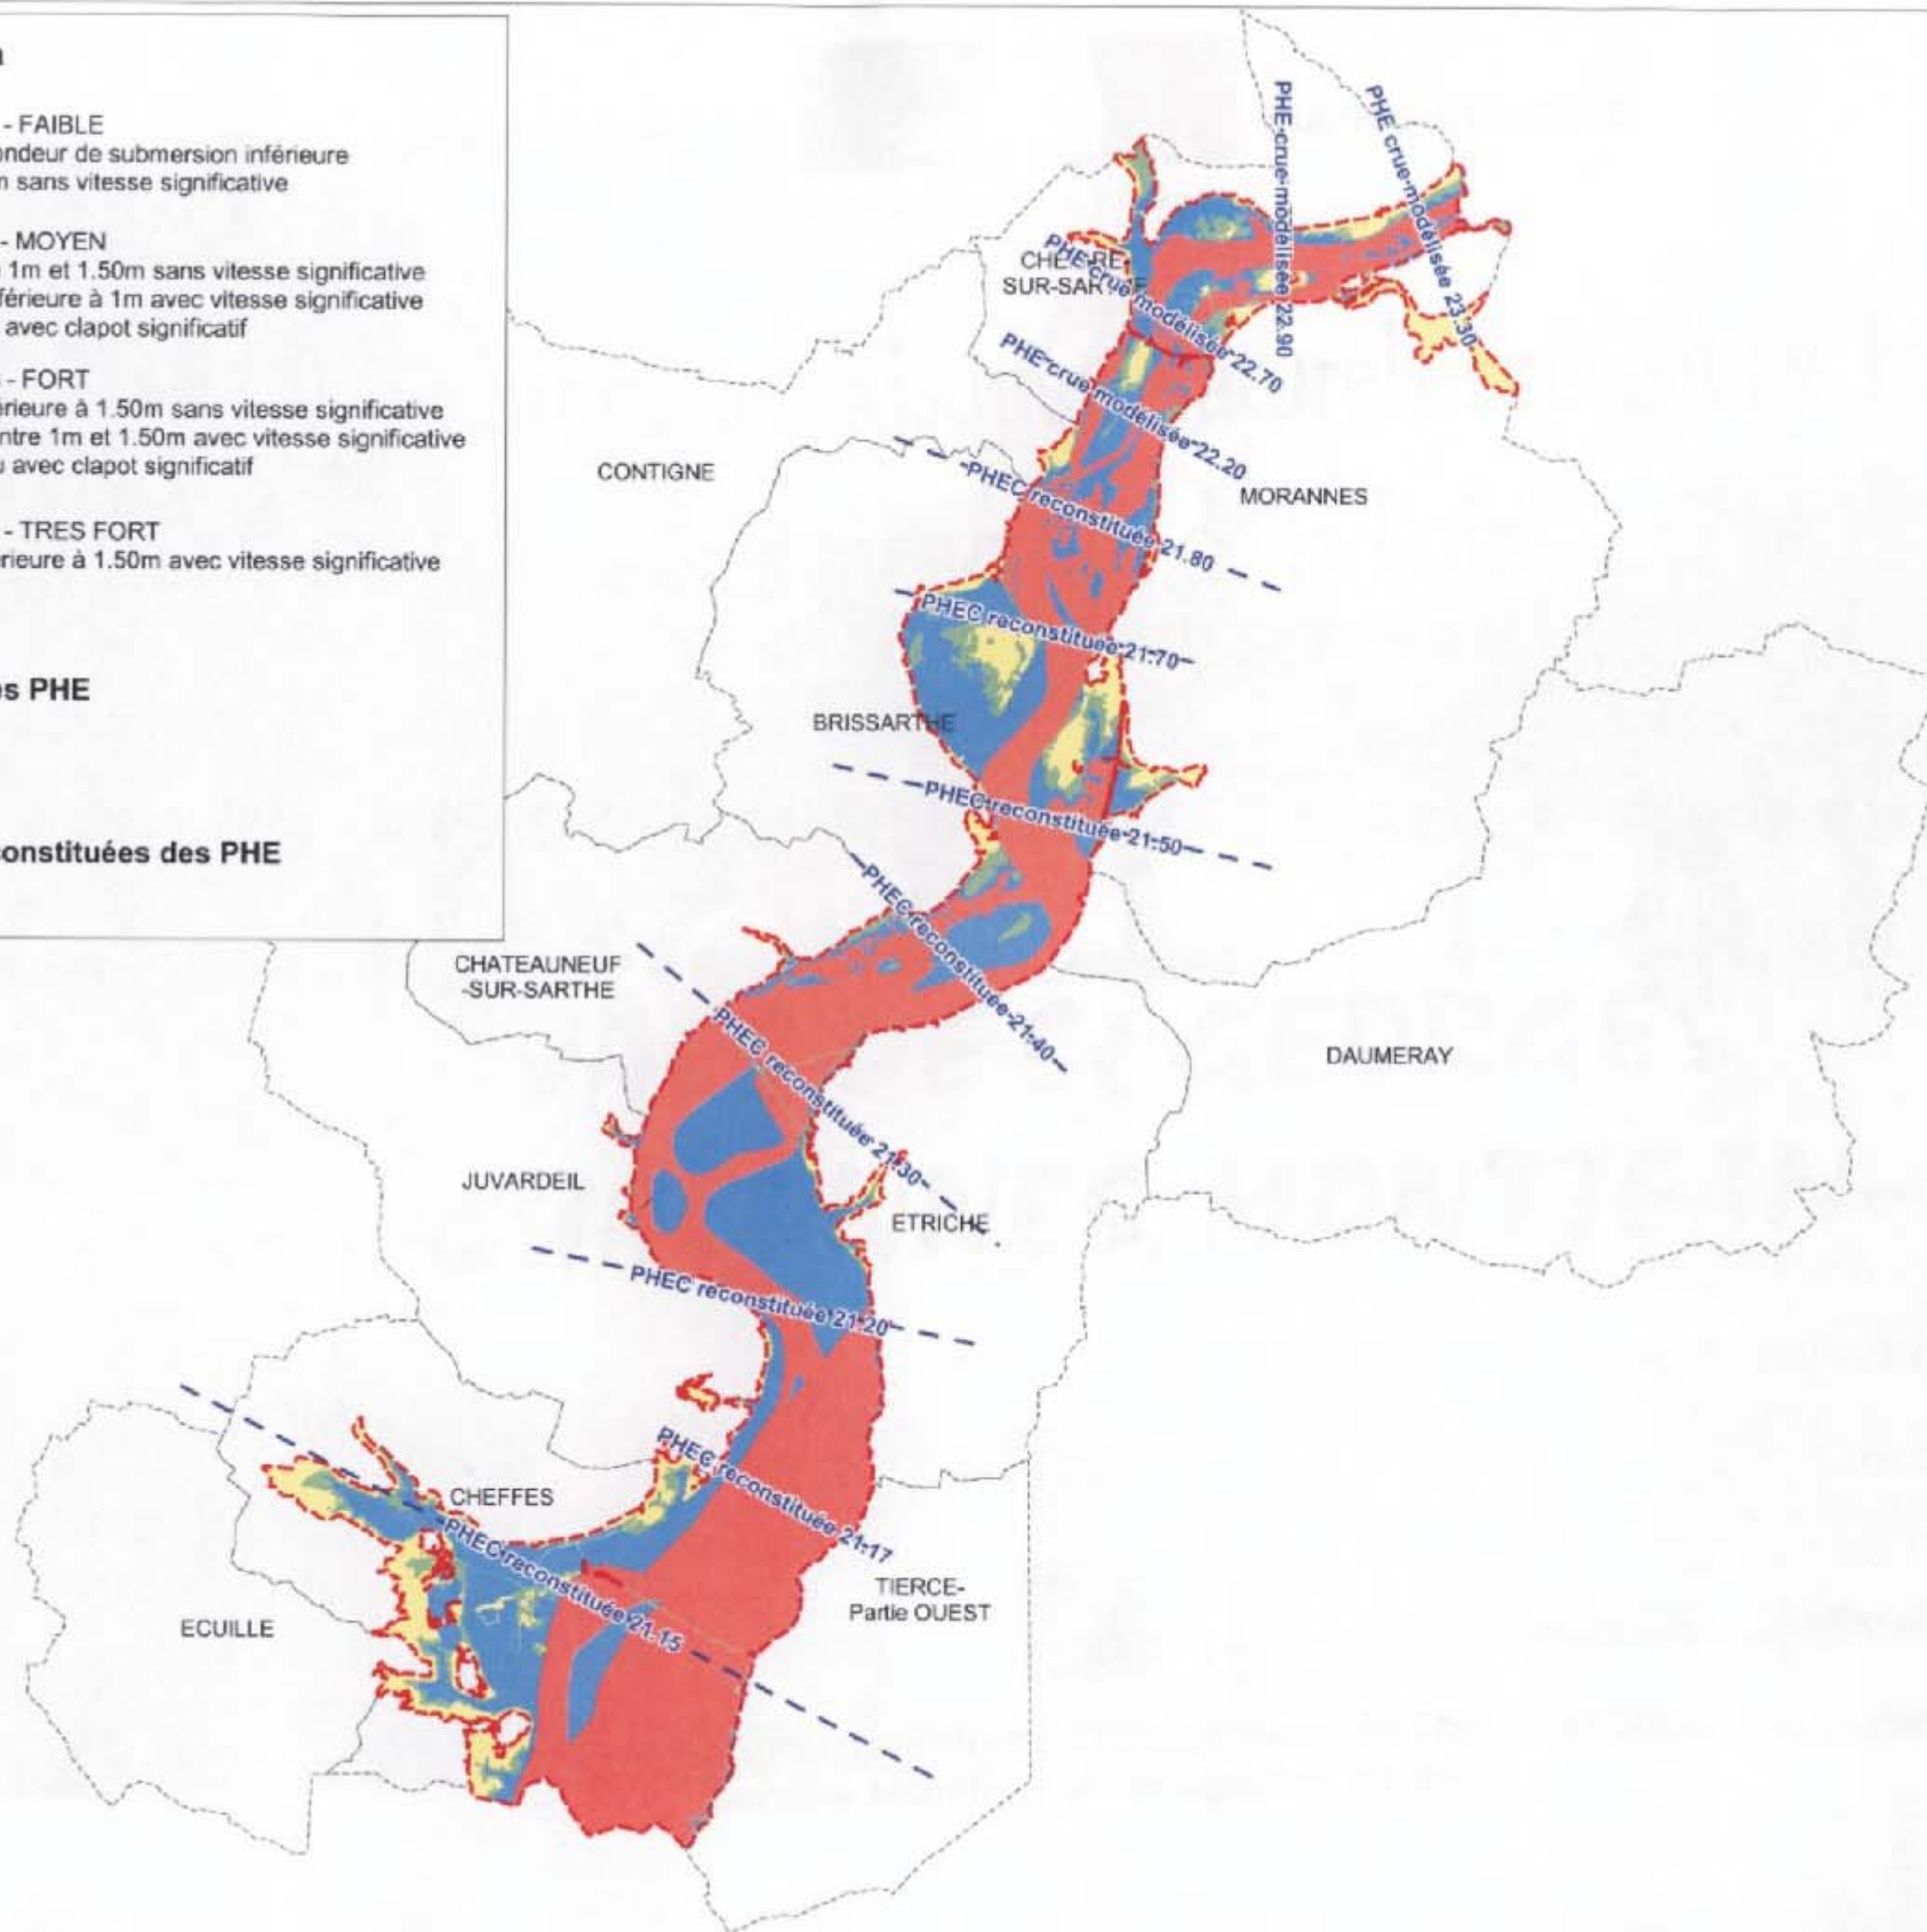 - FAIBLE
ondeur de submersion inférieure
sans vitesse significative
- MOYEN
1m et 1.50m sans vitesse significative
férieure à 1m avec vitesse significative
avec clapot significatif
- FORT
érieure à 1.50m sans vitesse significative
ntre 1m et 1.50m avec vitesse significative
u avec clapot significatif
- TRES FORT
rieure à 1.50m avec vitesse significative
s PHE
constituées des PHE
PHE crue modélisée 22.90
PHE crue modélisée 23.30
SUR-SARTHE
PHE crue modélisée 22.70
PHE crue modélisée 22.20
CONTIGNE
MORANNES
PHEC reconstituée 21.80
PHEC reconstituée 21.70
BRISSARTHE
PHEC reconstituée 21.50
PHEC reconstituée 21.40
CHATEAUNEUF
-SUR-SARTHE
PHEC reconstituée 21.30
DAUMERAY
JUVARDEIL
ETRICHE
PHEC reconstituée 21.20
PHEC reconstituée 21.17
CHEFFES
PHEC reconstituée 21.15
TIERCE-
Partie OUEST
ECUILLE